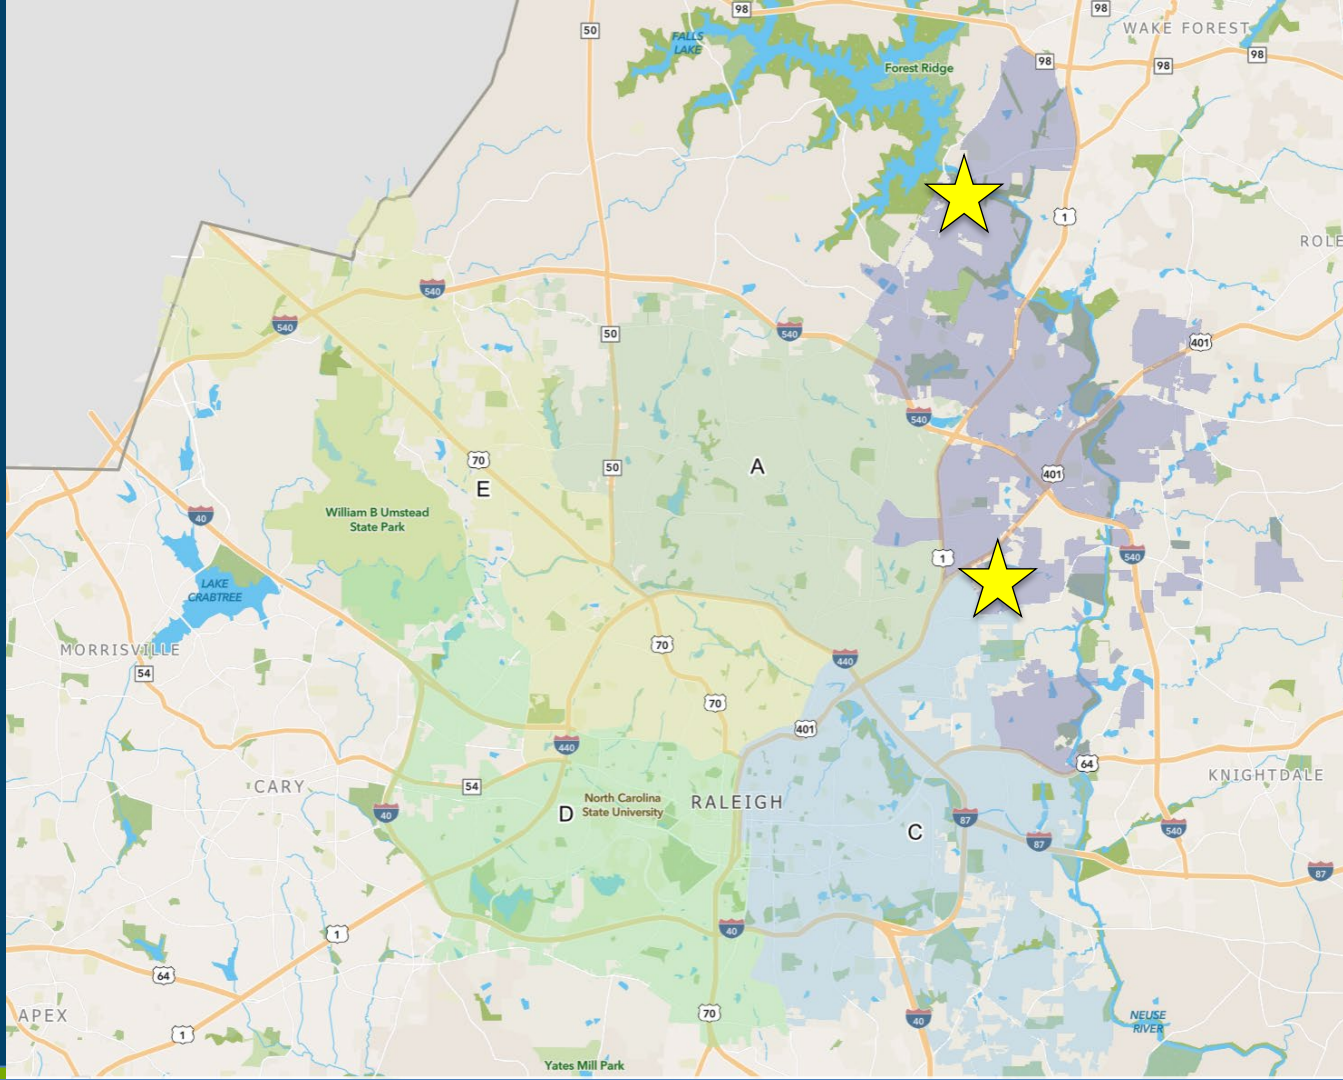 98
98
50
WAKE FOREST
FALLS
LAKE
98
98
98
Forest Ridge
1
ROLE
540
540
540
50
401
540
70
50
A
401
E
William B Umstead
State Park
40
1
540
LAKE
CRABTREE
MORRISVILLE
54
70
440
70
401
440
64
KNIGHTDALE
CARY
54
North Carolina
State University
RALEIGH
40
D
87
C
540
87
87
1
40
64
APEX
70
40
NEUSE
RIVER
1
Yates Mill Park